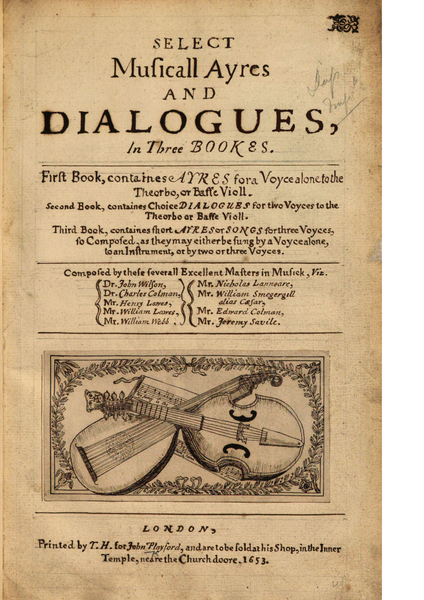 SELECT
Musicall Ayres
AND
DIALOGUES,
In Three BOOKES.
First Book, containes AYRES for a Voyce alone to the
Theorbo, or Basse Violl.
Second Book, containes Choice DIALOGUES for two Voyces to the
Theorbo or Basse Violl.
Third Book, containes short AYRES or SONGS for three Voyces,
so Composed, as they may either be sung by a Voyce alone,
to an Instrument, or by two or three Voyces.
Composed by these severall Excellent Masters in Musick, Viz.
Dr. John Wilson, Mr. Nicholas Lanneare,
Dr. Charles Colman, Mr. William Smegergill
Mr. Henry Lawes, alias Cæsar,
Mr. William Lawes, Mr. Edward Colman,
Mr. William Webb. Mr. Jeremy Savile.
LONDON,
Printed by T. H. for John Playford, and are to be sold at his Shop, in the Inner
Temple, neare the Church doore, 1653.